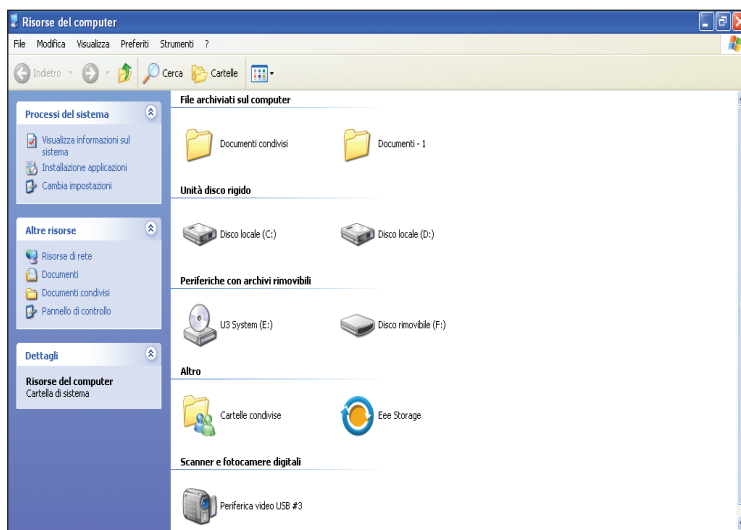 Risorse del computer
File Modifica Visualizza Preferiti Strumenti ?
Indietro Cerca Cartelle
Processi del sistema
Visualizza informazioni sul
sistema
Installazione applicazioni
Cambia impostazioni
Altre risorse
Risorse di rete
Documenti
Documenti condivisi
Pannello di controllo
Dettagli
Risorse del computer
Cartella di sistema
File archiviati sul computer
Documenti condivisi
Documenti - 1
Unità disco rigido
Disco locale (C:)
Disco locale (D:)
Periferiche con archivi rimovibili
U3 System (E:)
Disco rimovibile (F:)
Altro
Cartelle condivise
Eee Storage
Scanner e fotocamere digitali
Periferica video USB #3